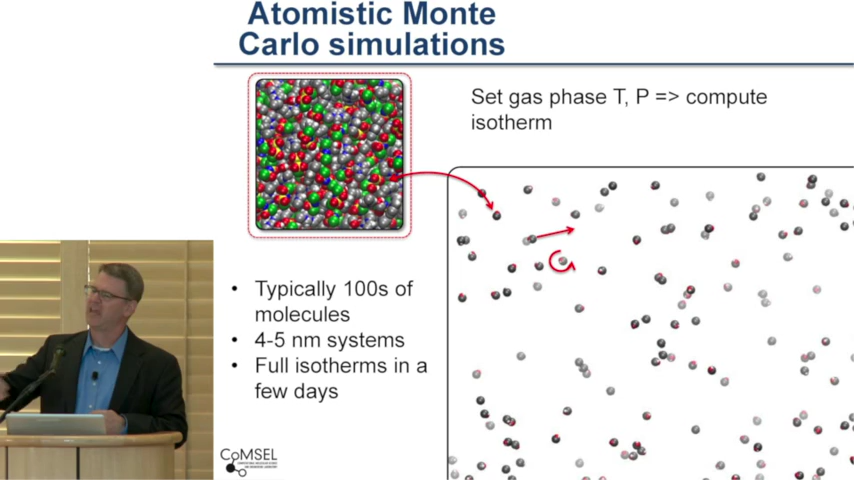 Atomistic Monte
Carlo simulations
Set gas phase T, P => compute
isotherm
• Typically 100s of
molecules
• 4-5 nm systems
• Full isotherms in a
few days
CoMSEL